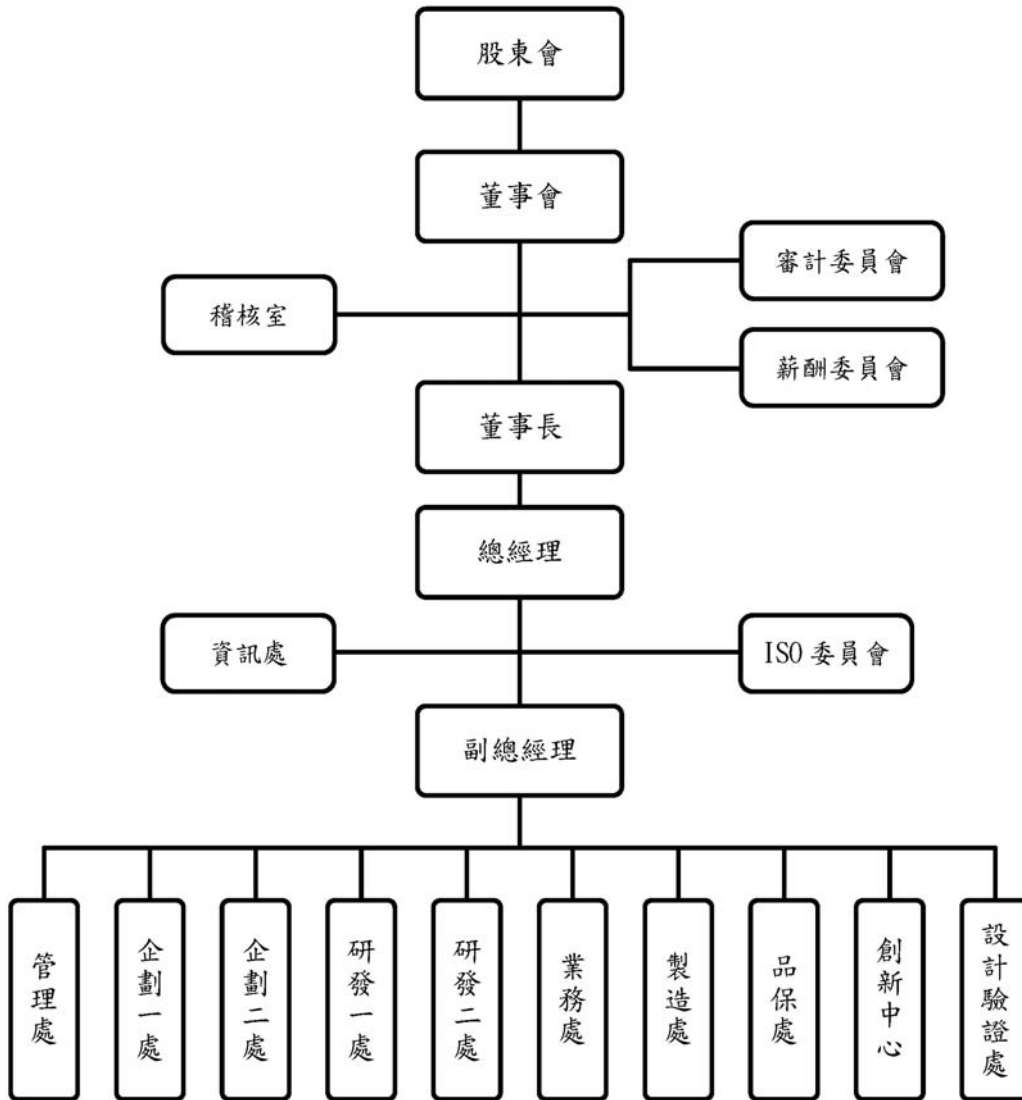 股東會
董事會
審計委員會
稽核室
薪酬委員會
董事長
總經理
資訊處
ISO 委員會
副總經理
管理處
企劃一處
企劃二處
研發一處
研發二處
業務處
製造處
品保處
創新中心
設計驗證處